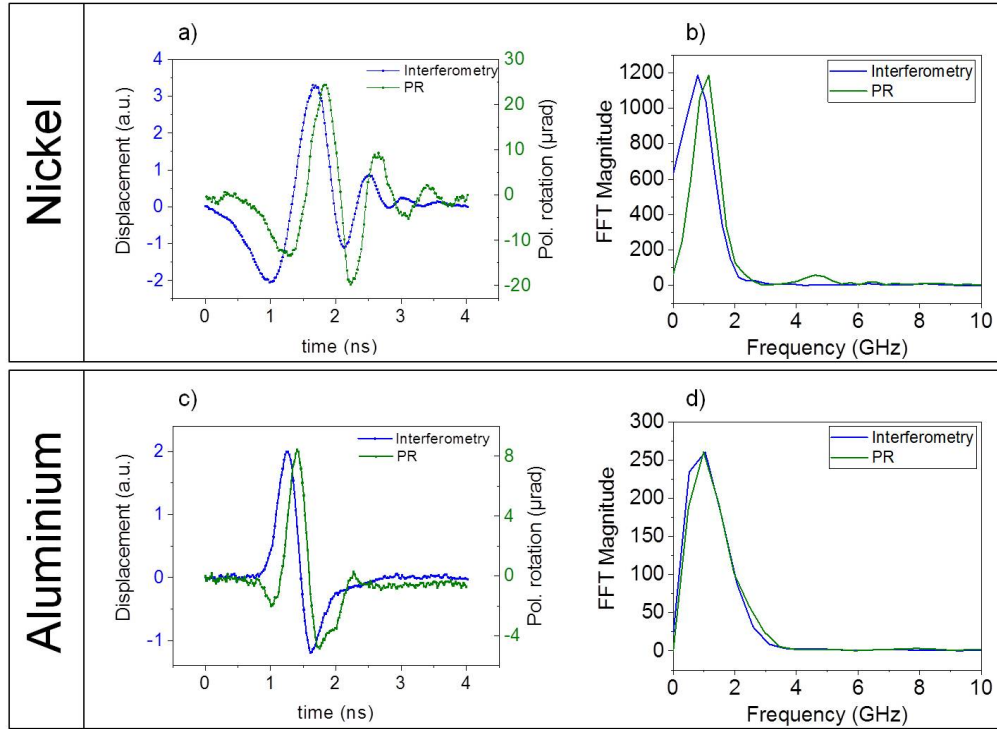 Nickel
a)
Displacement (a.u.)
4
3
2
1
0
-1
-2
0 1 2 3 4
time (ns)
30
20
10
0
-10
-20
Pol. rotation (μrad)
Interferometry
PR
b)
FFT Magnitude
1200
1000
800
600
400
200
0
0 2 4 6 8 10
Frequency (GHz)
Interferometry
PR
Aluminium
c)
Displacement (a.u.)
2
1
0
-1
0 1 2 3 4
time (ns)
8
4
0
-4
Pol. rotation (μrad)
Interferometry
PR
d)
FFT Magnitude
300
250
200
150
100
50
0
0 2 4 6 8 10
Frequency (GHz)
Interferometry
PR